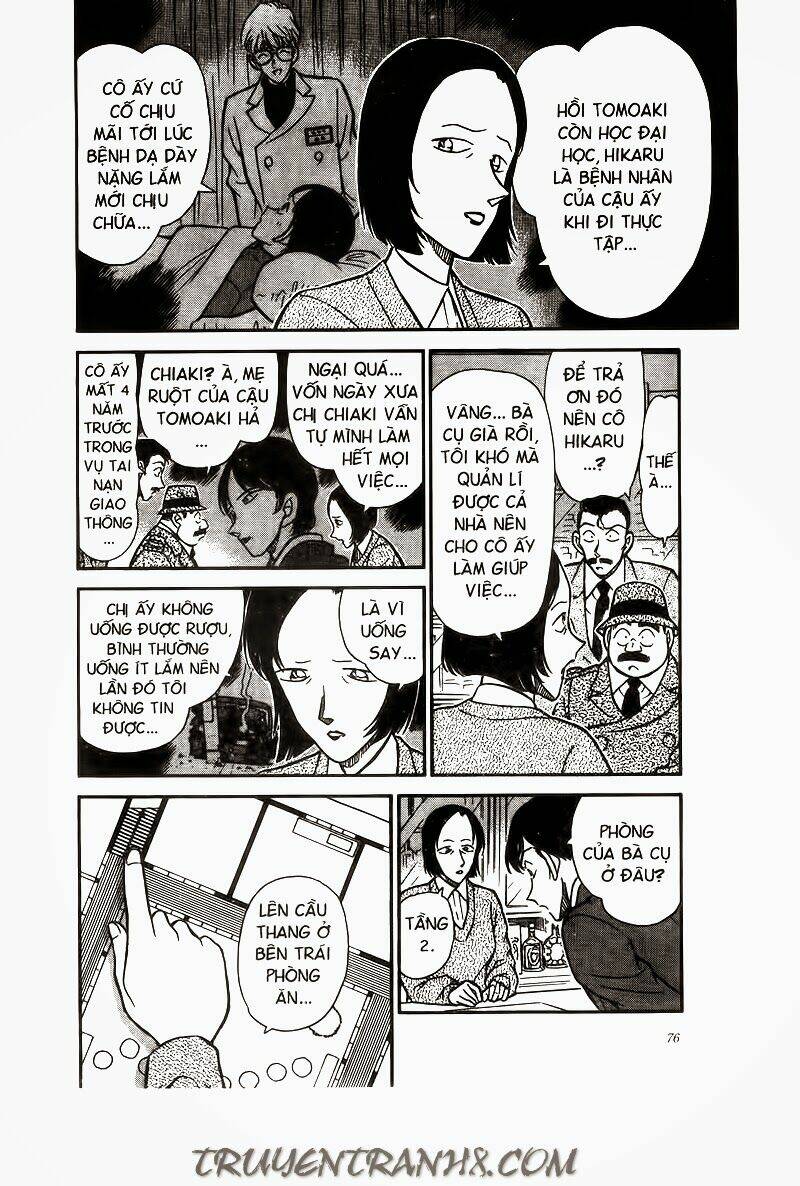 HỒI TOMOAKI
CÒN HỌC ĐẠI
HỌC, HIKARU
LÀ BỆNH NHÂN
CỦA CẬU ẤY
KHI ĐI THỰC
TẬP...
CÔ ẤY CỨ
CỐ CHỊU
MÃI TỚI LÚC
BỆNH DẠ DÀY
NẶNG LẮM
MỚI CHỊU
CHỮA...
THẾ
À...
ĐỂ TRẢ
ƠN ĐÓ
NÊN CÔ
HIKARU
...?
VÂNG... BÀ
CỤ GIÀ RỒI,
TÔI KHÓ MÀ
QUẢN LÍ
ĐƯỢC CẢ
NHÀ NÊN
CHO CÔ ẤY
LÀM GIÚP
VIỆC...
NGẠI QUÁ...
VỐN NGÀY XƯA
CHỊ CHIAKI VẪN
TỰ MÌNH LÀM
HẾT MỌI
VIỆC...
CHIAKI? À, MẸ
RUỘT CỦA CẬU
TOMOAKI HẢ
...
CÔ ẤY
MẤT 4
NĂM
TRƯỚC
TRONG
VỤ TAI
NẠN GIAO
THÔNG
...
LÀ VÌ
UỐNG
SAY...
CHỊ ẤY KHÔNG
UỐNG ĐƯỢC RƯỢU,
BÌNH THƯỜNG
UỐNG ÍT LẮM NÊN
LẦN ĐÓ TÔI
KHÔNG TIN
ĐƯỢC...
PHÒNG
CỦA BÀ CỤ
Ở ĐÂU?
TẦNG
2.
LÊN CẦU
THANG Ở
BÊN TRÁI
PHÒNG
ĂN...
76
TRUYENTRANH8.COM